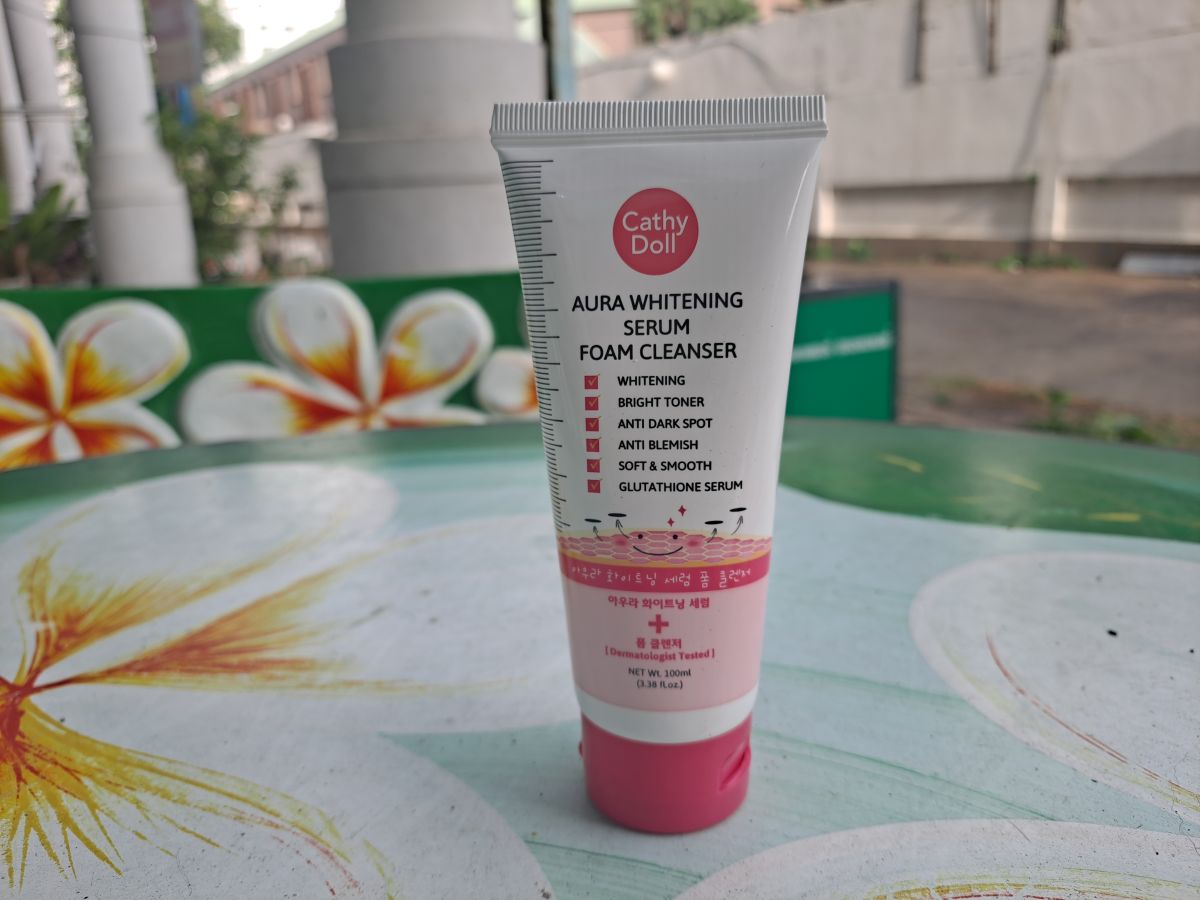 Cathy
Doll
AURA WHITENING
SERUM
FOAM CLEANSER
WHITENING
BRIGHT TONER
ANTI DARK SPOT
ANTI BLEMISH
SOFT & SMOOTH
GLUTATHIONE SERUM
아우라 화이트닝 세럼 폼 클렌저
아우라 화이트닝 세럼
+
폼 클렌저
[ Dermatologist Tested ]
NET Wt. 100ml
(3.38 fl.oz.)